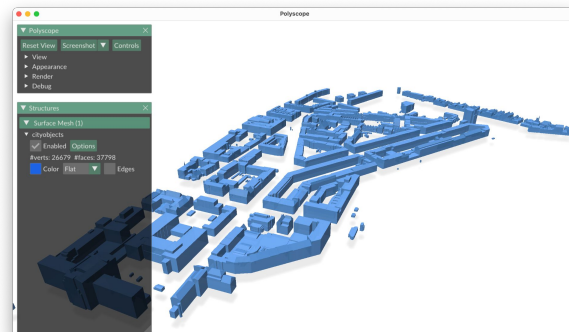 Polyscope
Polyscope
Reset View Screenshot Controls
View
Appearance
Render
Debug
Structures
Surface Mesh (1)
cityobjects
Enabled Options
#verts: 26679 #faces: 37798
Color Flat Edges